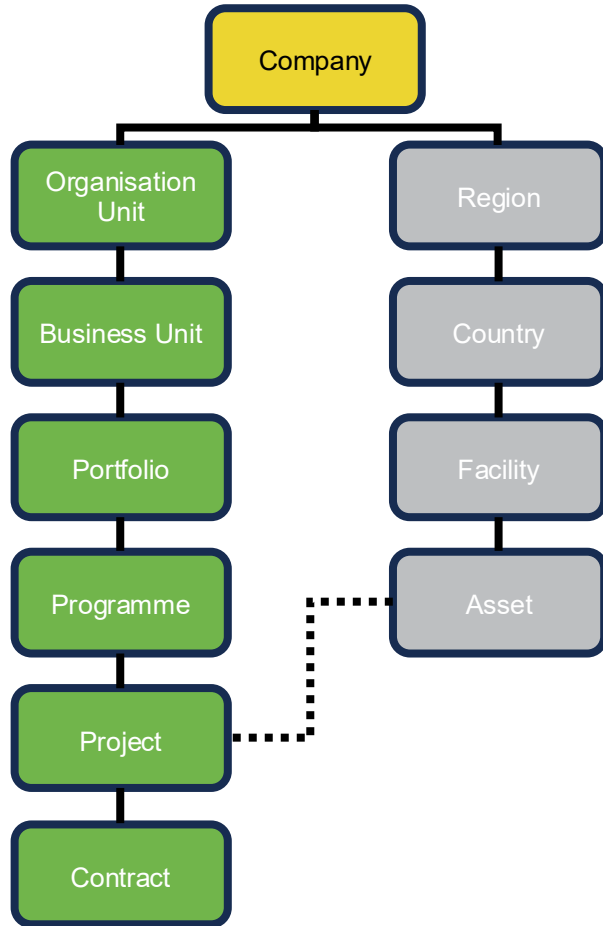 Company
Organisation
Unit
Region
Business Unit
Country
Portfolio
Facility
Programme
Asset
Project
Contract